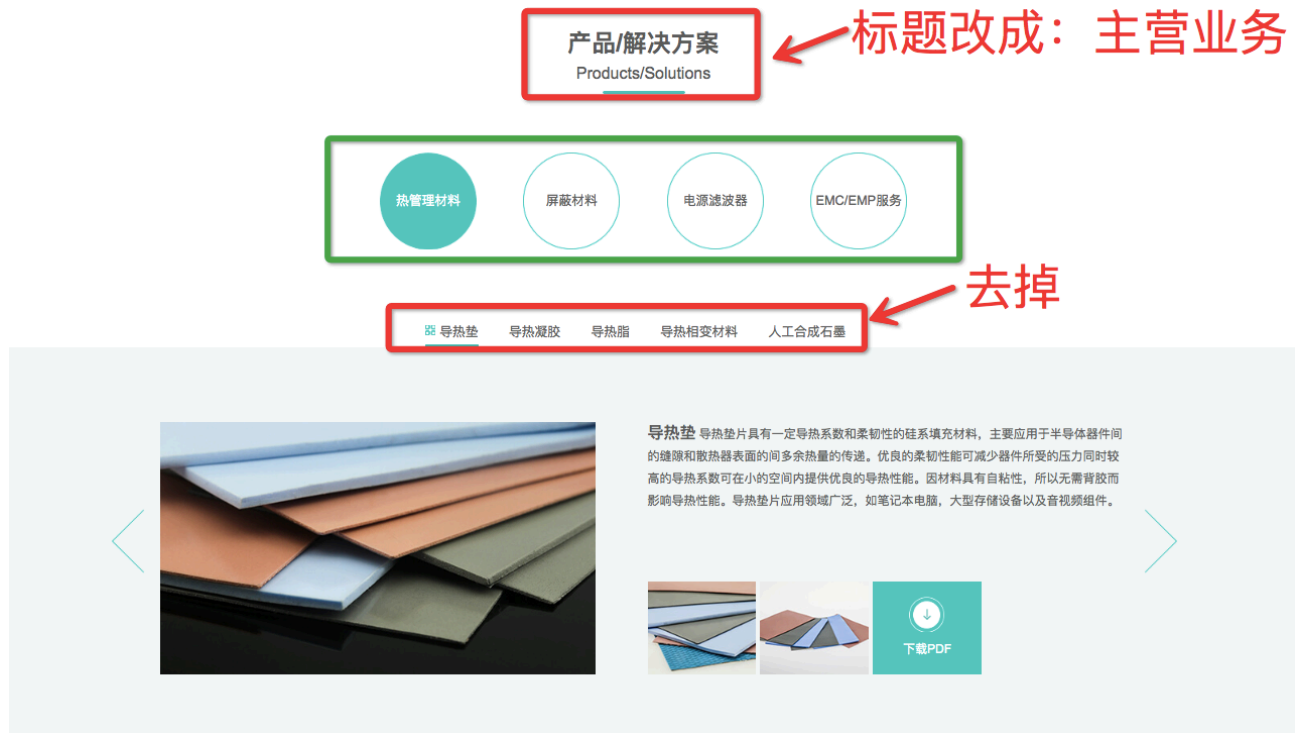 产品/解决方案
Products/Solutions
标题改成：主营业务
热管理材料
屏蔽材料
电源滤波器
EMC/EMP服务
去掉
导热垫
导热凝胶
导热脂
导热相变材料
人工合成石墨
导热垫 导热垫片具有一定导热系数和柔韧性的硅系填充材料，主要应用于半导体器件间
的缝隙和散热器表面的间多余热量的传递。优良的柔韧性能可减少器件所受的压力同时较
高的导热系数可在小的空间内提供优良的导热性能。因材料具有自粘性，所以无需背胶而
影响导热性能。导热垫片应用领域广泛，如笔记本电脑，大型存储设备以及音视频组件。
下载PDF